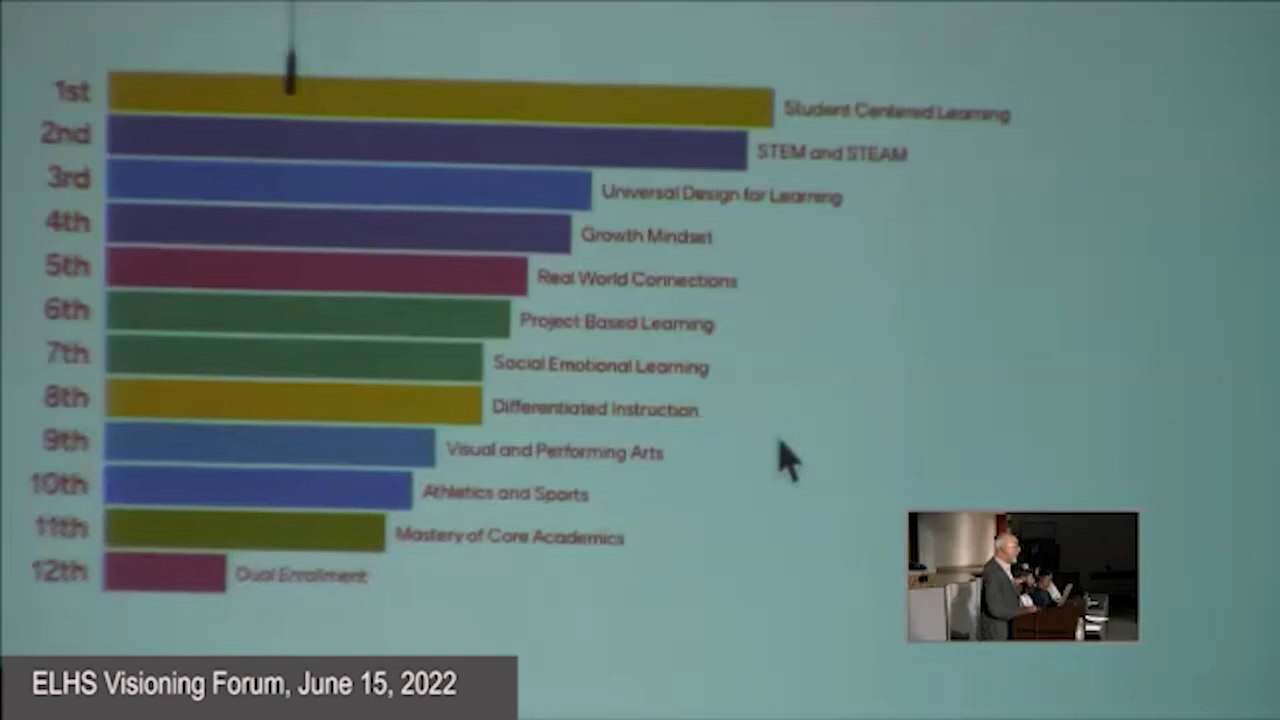 1st Student Centered Learning
2nd STEM and STEAM
3rd Universal Design for Learning
4th Growth Mindset
5th Real World Connections
6th Project Based Learning
7th Social Emotional Learning
8th Differentiated Instruction
9th Visual and Performing Arts
10th Athletics and Sports
11th Mastery of Core Academics
12th Dual Enrollment
ELHS Visioning Forum, June 15, 2022